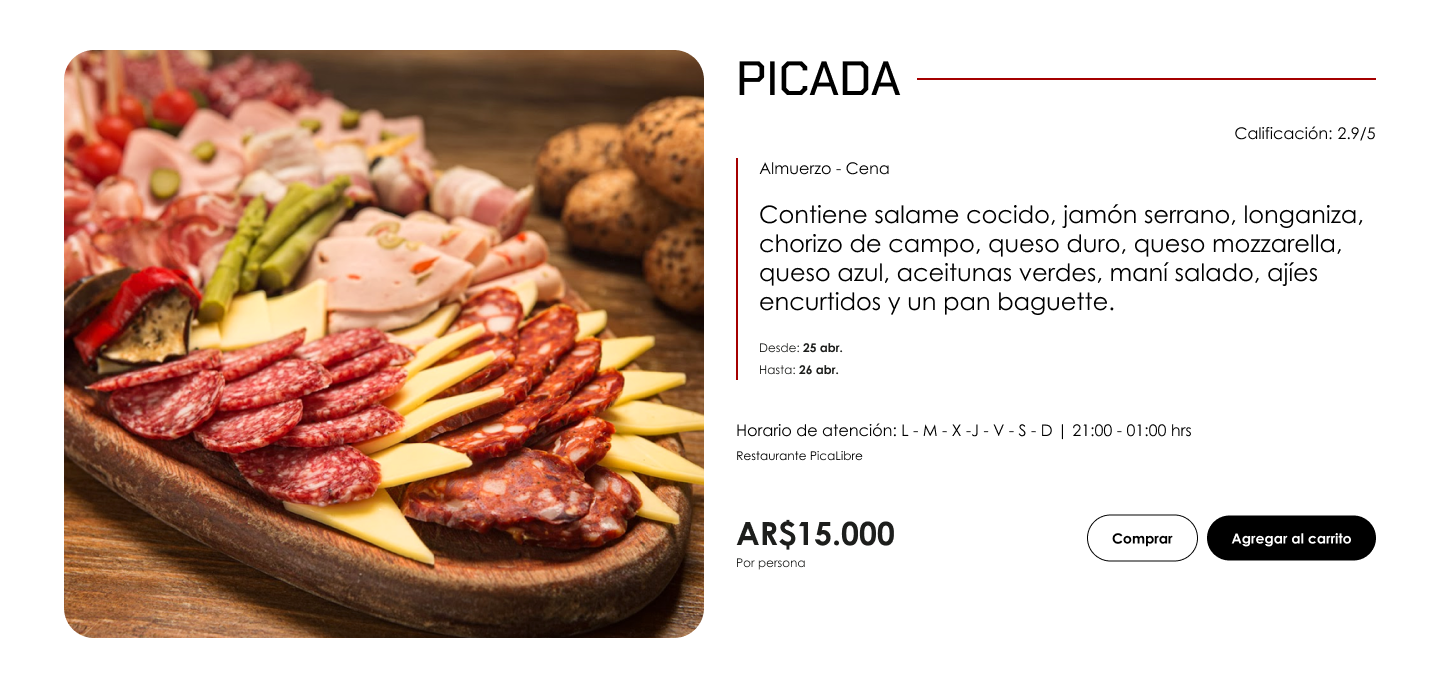 PICADA
Calificación: 2.9/5
Almuerzo - Cena
Contiene salame cocido, jamón serrano, longaniza,
chorizo de campo, queso duro, queso mozzarella,
queso azul, aceitunas verdes, maní salado, ajíes
encurtidos y un pan baguette.
Desde: 25 abr.
Hasta: 26 abr.
Horario de atención: L - M - X -J - V - S - D | 21:00 - 01:00 hrs
Restaurante PicaLibre
AR$15.000
Por persona
Comprar
Agregar al carrito